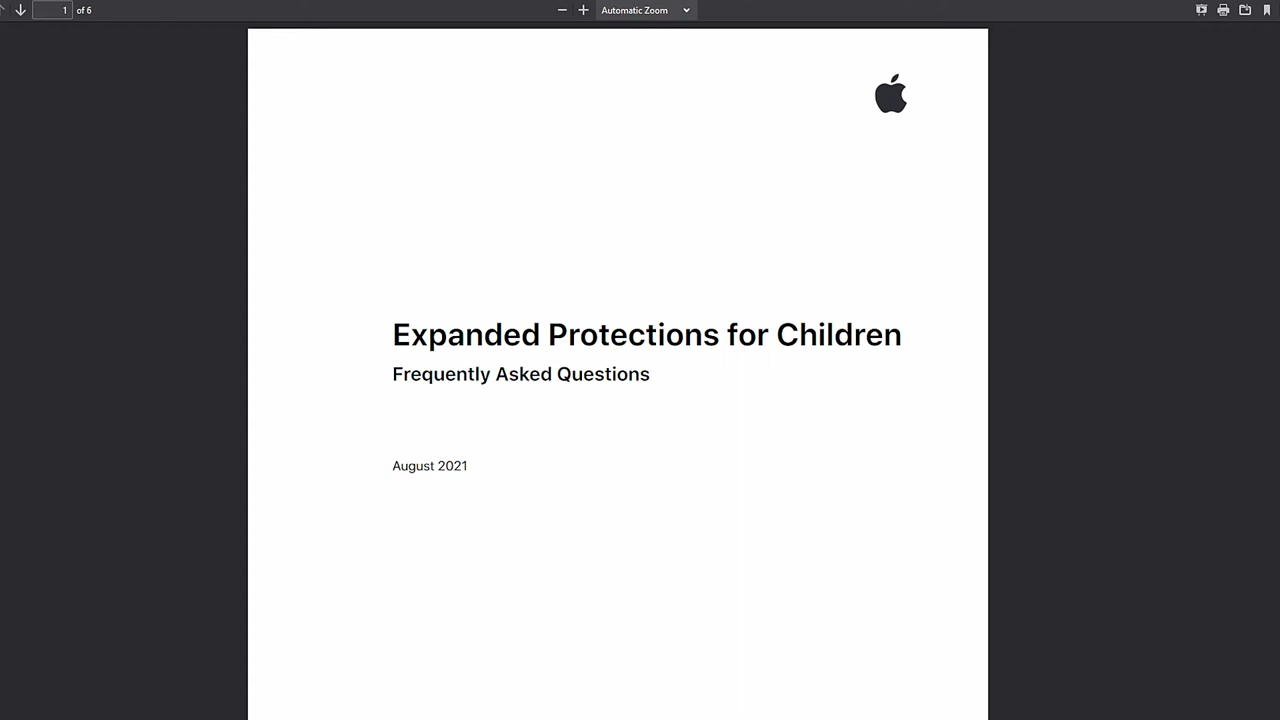 1 of 6
Automatic Zoom
Expanded Protections for Children
Frequently Asked Questions
August 2021